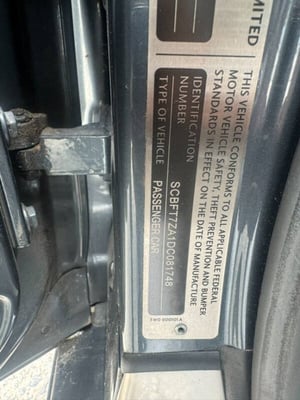 LIMITED
THIS VEHICLE CONFORMS TO ALL APPLICABLE FEDERAL
MOTOR VEHICLE SAFETY, THEFT PREVENTION AND BUMPER
STANDARDS IN EFFECT ON THE DATE OF MANUFACTURE
IDENTIFICATION
NUMBER
SCBFT7ZA1DC081748
TYPE OF VEHICLE
PASSENGER CAR